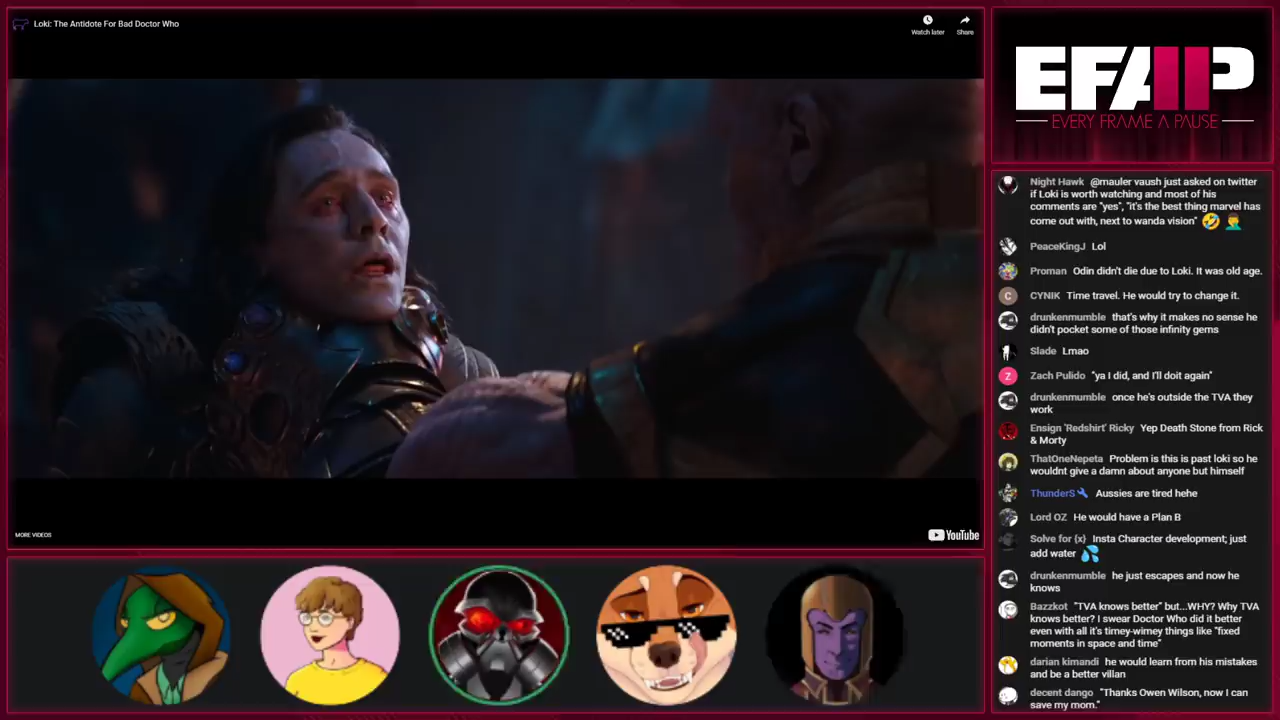 Loki: The Antidote For Bad Doctor Who
Watch later
Share
MORE VIDEOS
YouTube
EFAP
EVERY FRAME A PAUSE
Night Hawk @mauler vaush just asked on twitter
if Loki is worth watching and most of his
comments are "yes", "it's the best thing marvel has
come out with, next to wanda vision" 🤣 🤦‍♂️
PeaceKingJ Lol
Proman Odin didn't die due to Loki. It was old age.
C
CYNIK Time travel. He would try to change it.
drunkenmumble that's why it makes no sense he
didn't pocket some of those infinity gems
Slade Lmao
Z
Zach Pulido "ya I did, and I'll doit again"
drunkenmumble once he's outside the TVA they
work
Ensign 'Redshirt' Ricky Yep Death Stone from Rick
& Morty
ThatOneNepeta Problem is this is past loki so he
wouldnt give a damn about anyone but himself
ThunderS Aussies are tired hehe
Lord OZ He would have a Plan B
Solve for {x} Insta Character development; just
add water 💦
drunkenmumble he just escapes and now he
knows
Bazzkot "TVA knows better" but...WHY? Why TVA
knows better? I swear Doctor Who did it better
even with all it's timey-wimey things like "fixed
moments in space and time"
darian kimandi he would learn from his mistakes
and be a better villan
decent dango "Thanks Owen Wilson, now I can
save my mom."